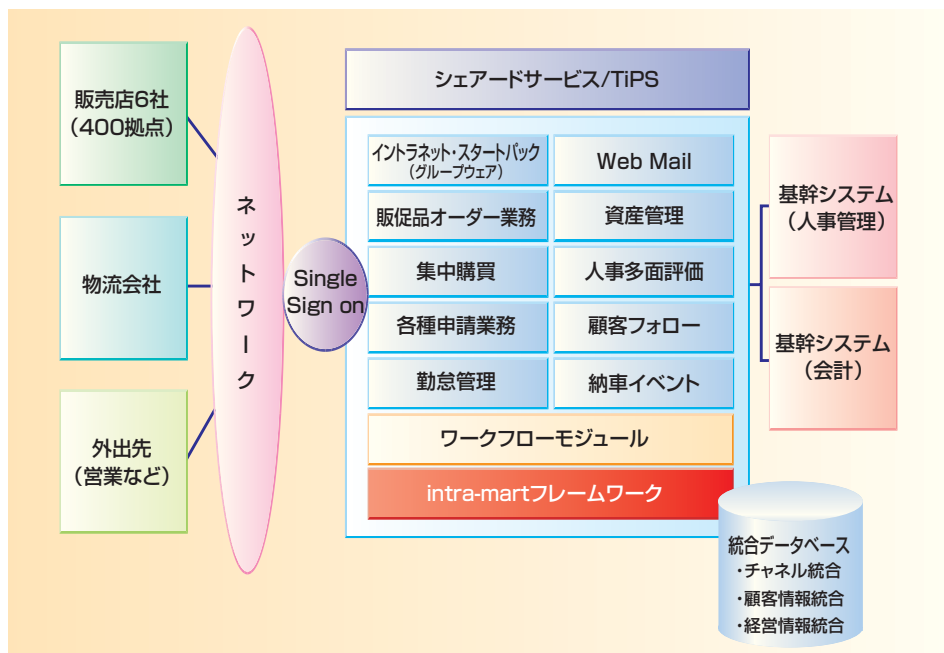 販売店6社
（400拠点）
物流会社
外出先
（営業など）
ネットワーク
Single
Sign on
シェアードサービス/TiPS
イントラネット・スタートパック
（グループウェア）
Web Mail
販促品オーダー業務
資産管理
集中購買
人事多面評価
各種申請業務
顧客フォロー
勤怠管理
納車イベント
ワークフローモジュール
intra-martフレームワーク
基幹システム
（人事管理）
基幹システム
（会計）
統合データベース
・チャネル統合
・顧客情報統合
・経営情報統合